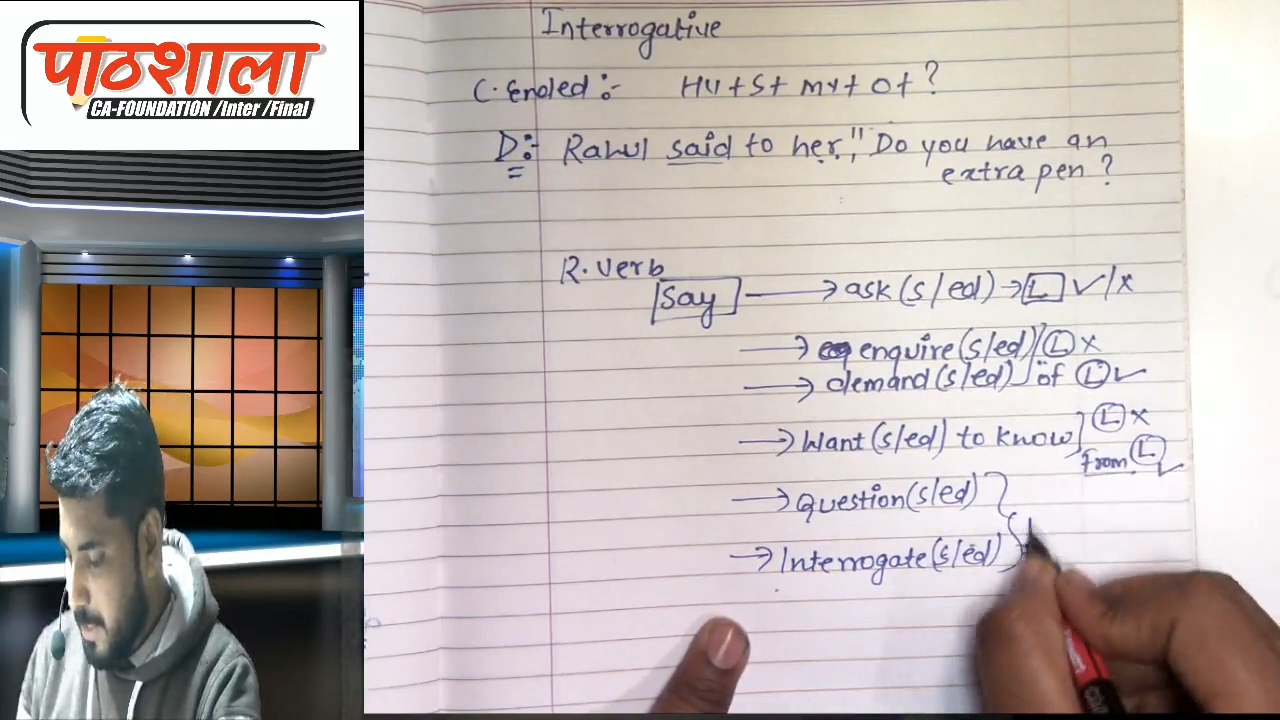 पाठशाला
CA-FOUNDATION /Inter /Final
Interrogative
C. Ended :- HV + S + MV + O + ?
D:- Rahul said to her, " Do you have an
extra pen ?
R. verb
Say → ask (s/ed) → L ✓/×
→ enquire (s/ed) L ×
→ demand (s/ed) of L ✓
→ Want (s/ed) to know L ×
from L ✓
→ Question (s/ed)
→ Interrogate (s/ed)